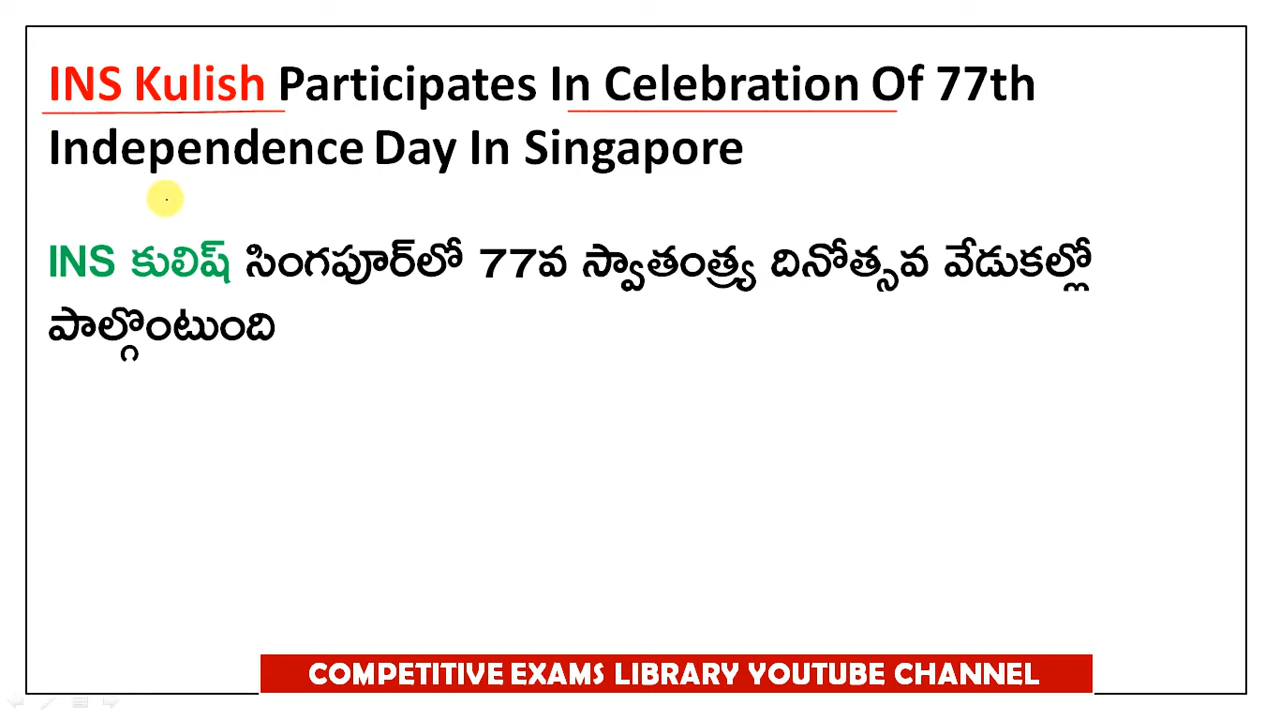 INS Kulish Participates In Celebration Of 77th
Independence Day In Singapore
INS కులిష్ సింగపూర్‌లో 77వ స్వాతంత్ర్య దినోత్సవ వేడుకల్లో
పాల్గొంటుంది
COMPETITIVE EXAMS LIBRARY YOUTUBE CHANNEL